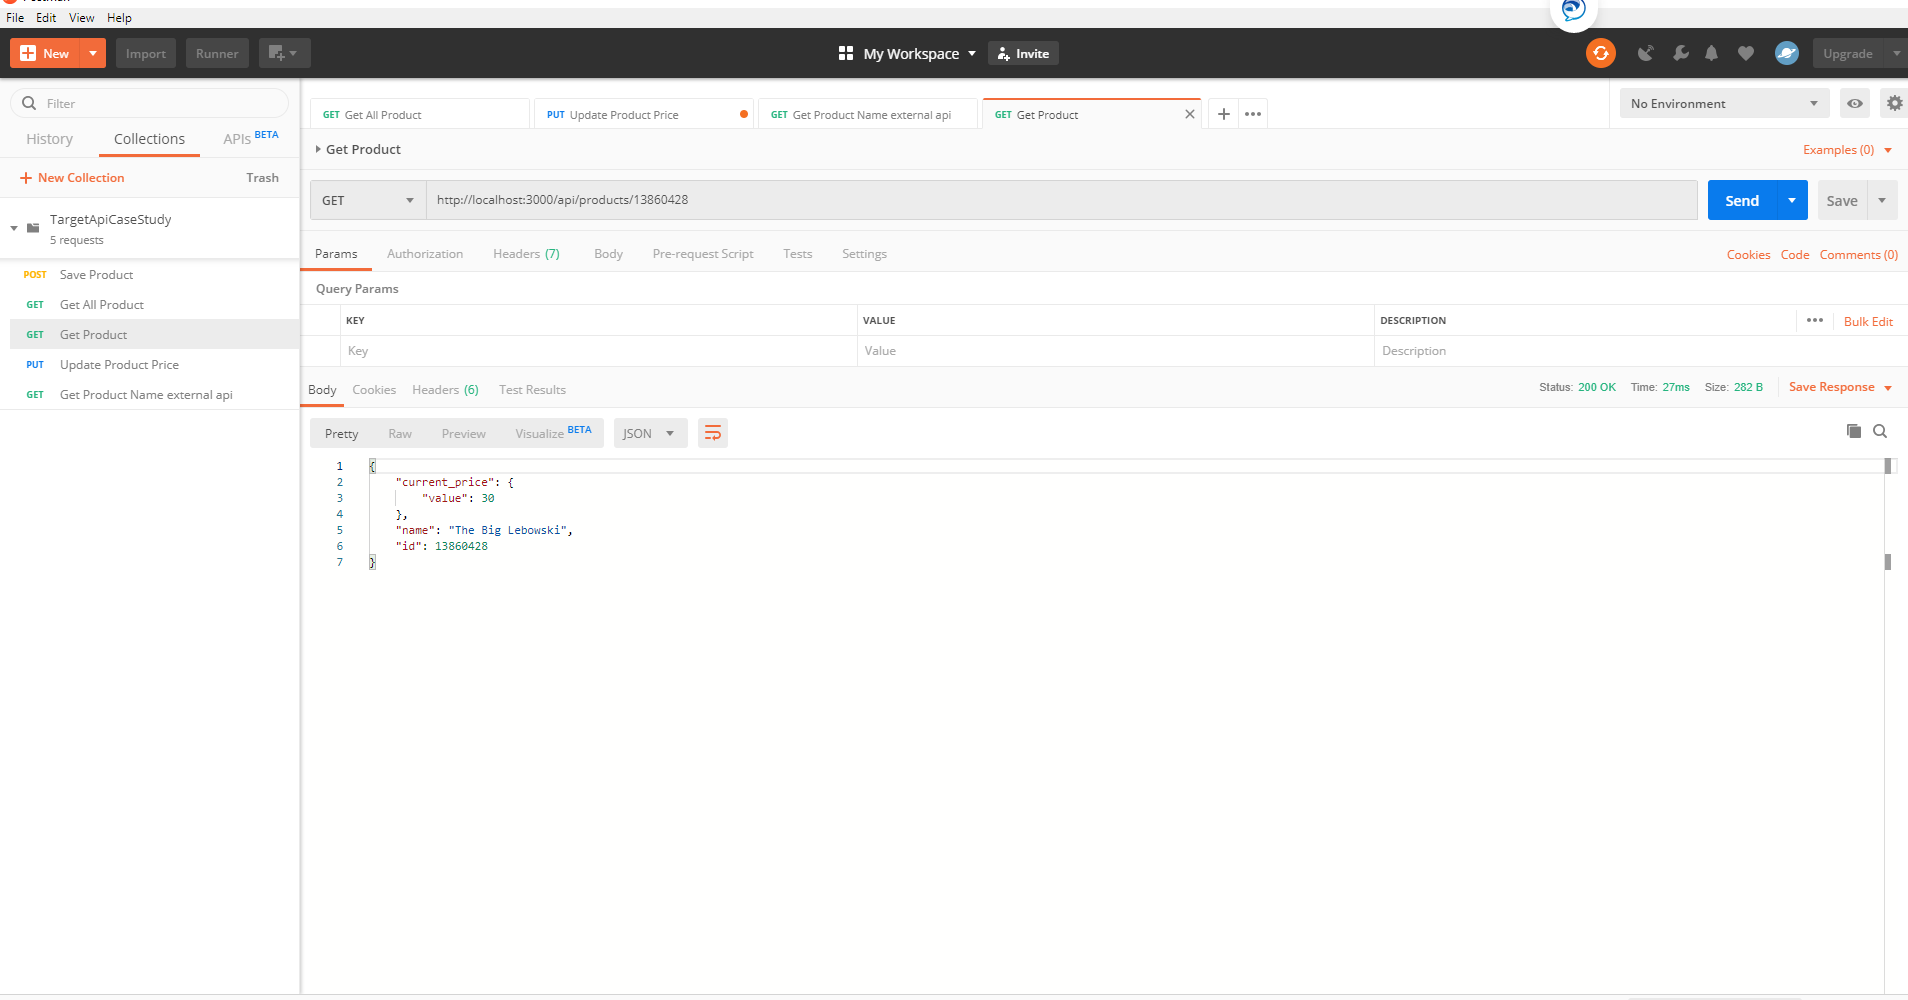 File Edit View Help
New Import Runner My Workspace Invite Upgrade
Filter
History Collections APIs BETA
New Collection Trash
TargetApiCaseStudy
5 requests
POST Save Product
GET Get All Product
GET Get Product
PUT Update Product Price
GET Get Product Name external api
GET Get All Product PUT Update Product Price GET Get Product Name external api GET Get Product No Environment
Get Product Examples (0)
GET http://localhost:3000/api/products/13860428 Send Save
Params Authorization Headers (7) Body Pre-request Script Tests Settings Cookies Code Comments (0)
Query Params
KEY VALUE DESCRIPTION Bulk Edit
Key Value Description
Body Cookies Headers (6) Test Results Status: 200 OK Time: 27ms Size: 282 B Save Response
Pretty Raw Preview Visualize BETA JSON
1 {
2 "current_price": {
3 "value": 30
4 },
5 "name": "The Big Lebowski",
6 "id": 13860428
7 }